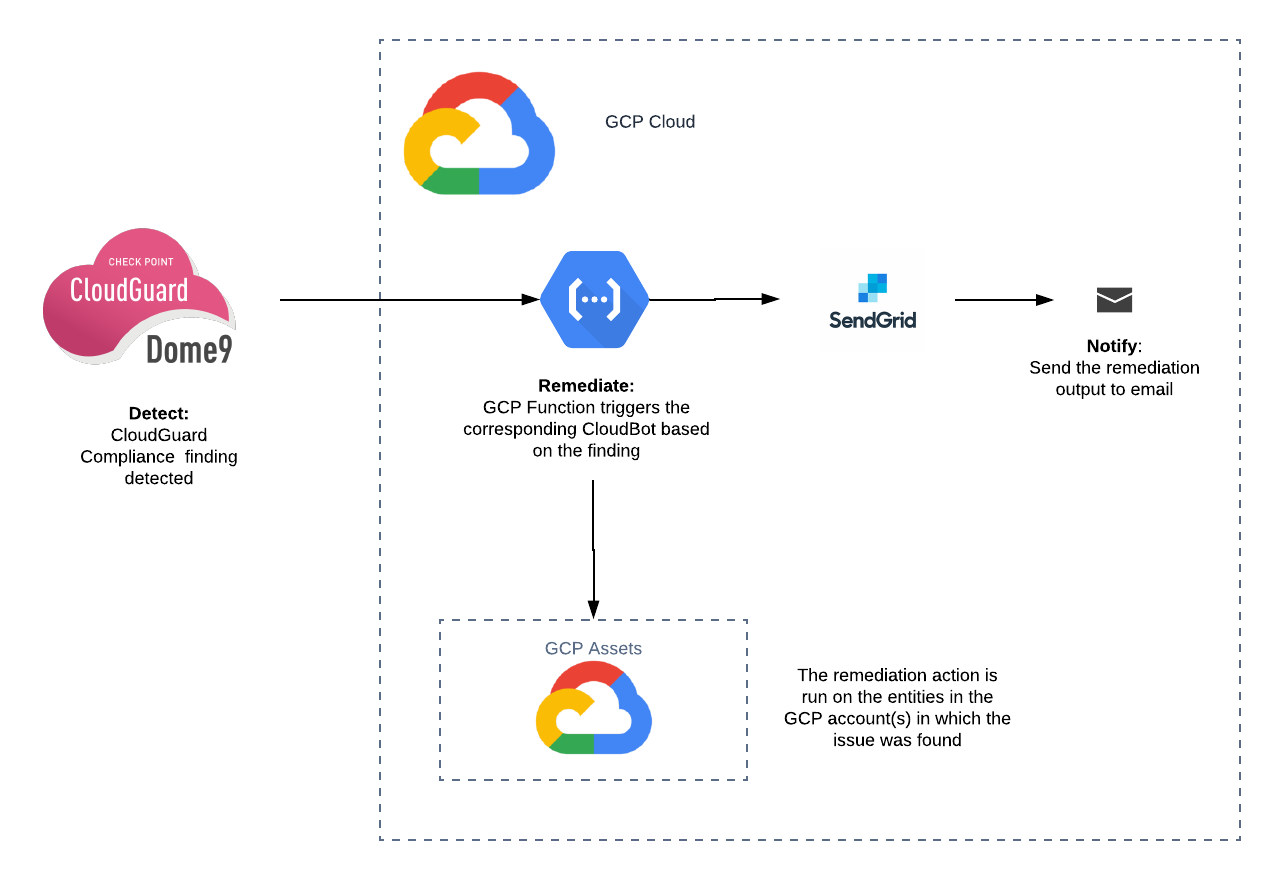 GCP Cloud
CHECK POINT
CloudGuard
Dome9
Detect:
CloudGuard
Compliance finding
detected
Remediate:
GCP Function triggers the
corresponding CloudBot based
on the finding
SendGrid
Notify:
Send the remediation
output to email
GCP Assets
The remediation action is
run on the entities in the
GCP account(s) in which the
issue was found